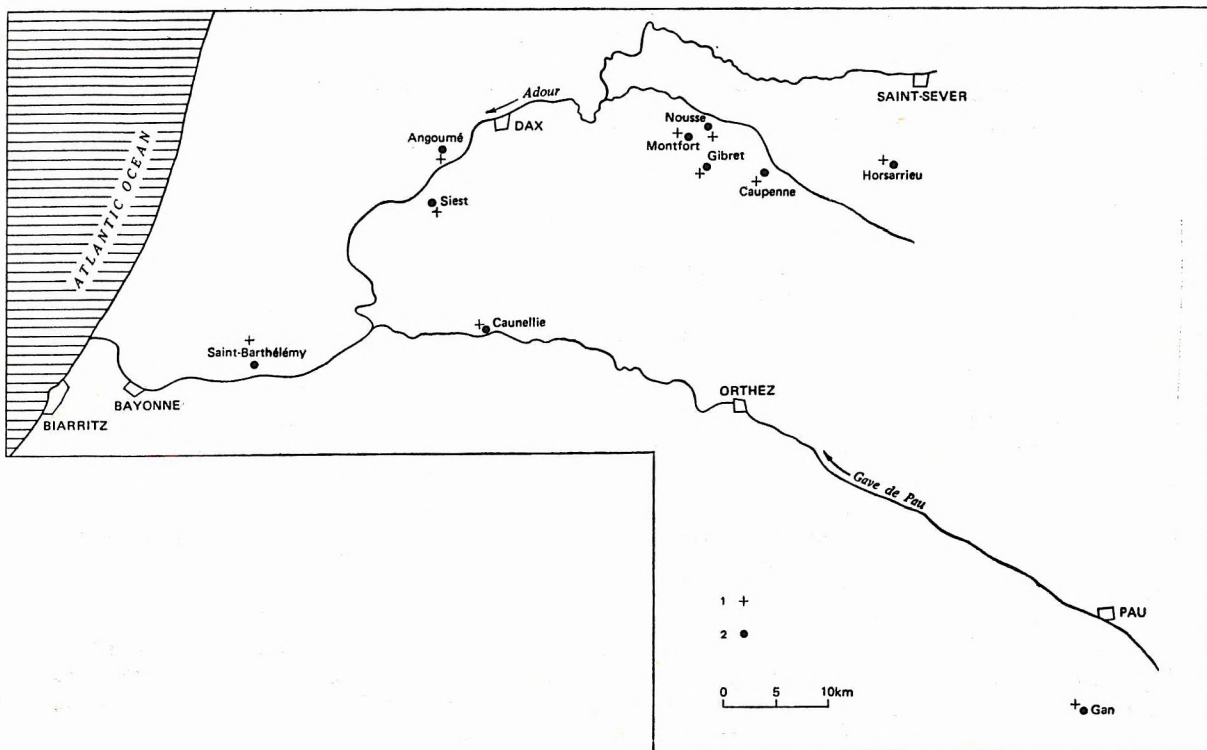 SAINT-SEVER
Adour
DAX
Nousse
Montfort
Angoumé
Gibret
Horsarrieu
Caupenne
Siest
ATLANTIC OCEAN
Caunellie
Saint-Barthélémy
ORTHEZ
BAYONNE
BIARRITZ
Gave de Pau
1 +
PAU
2 ●
0 5 10km
Gan